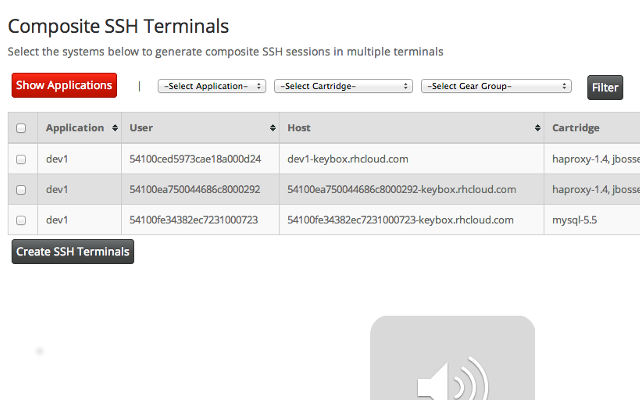 Composite SSH Terminals
Select the systems below to generate composite SSH sessions in multiple terminals
Show Applications | -Select Application- -Select Cartridge- -Select Gear Group- Filter
Application User Host Cartridge
dev1 54100ced5973cae18a000d24 dev1-keybox.rhcloud.com haproxy-1.4, jbosse
dev1 54100ea750044686c8000292 54100ea750044686c8000292-keybox.rhcloud.com haproxy-1.4, jbosse
dev1 54100fe34382ec7231000723 54100fe34382ec7231000723-keybox.rhcloud.com mysql-5.5
Create SSH Terminals